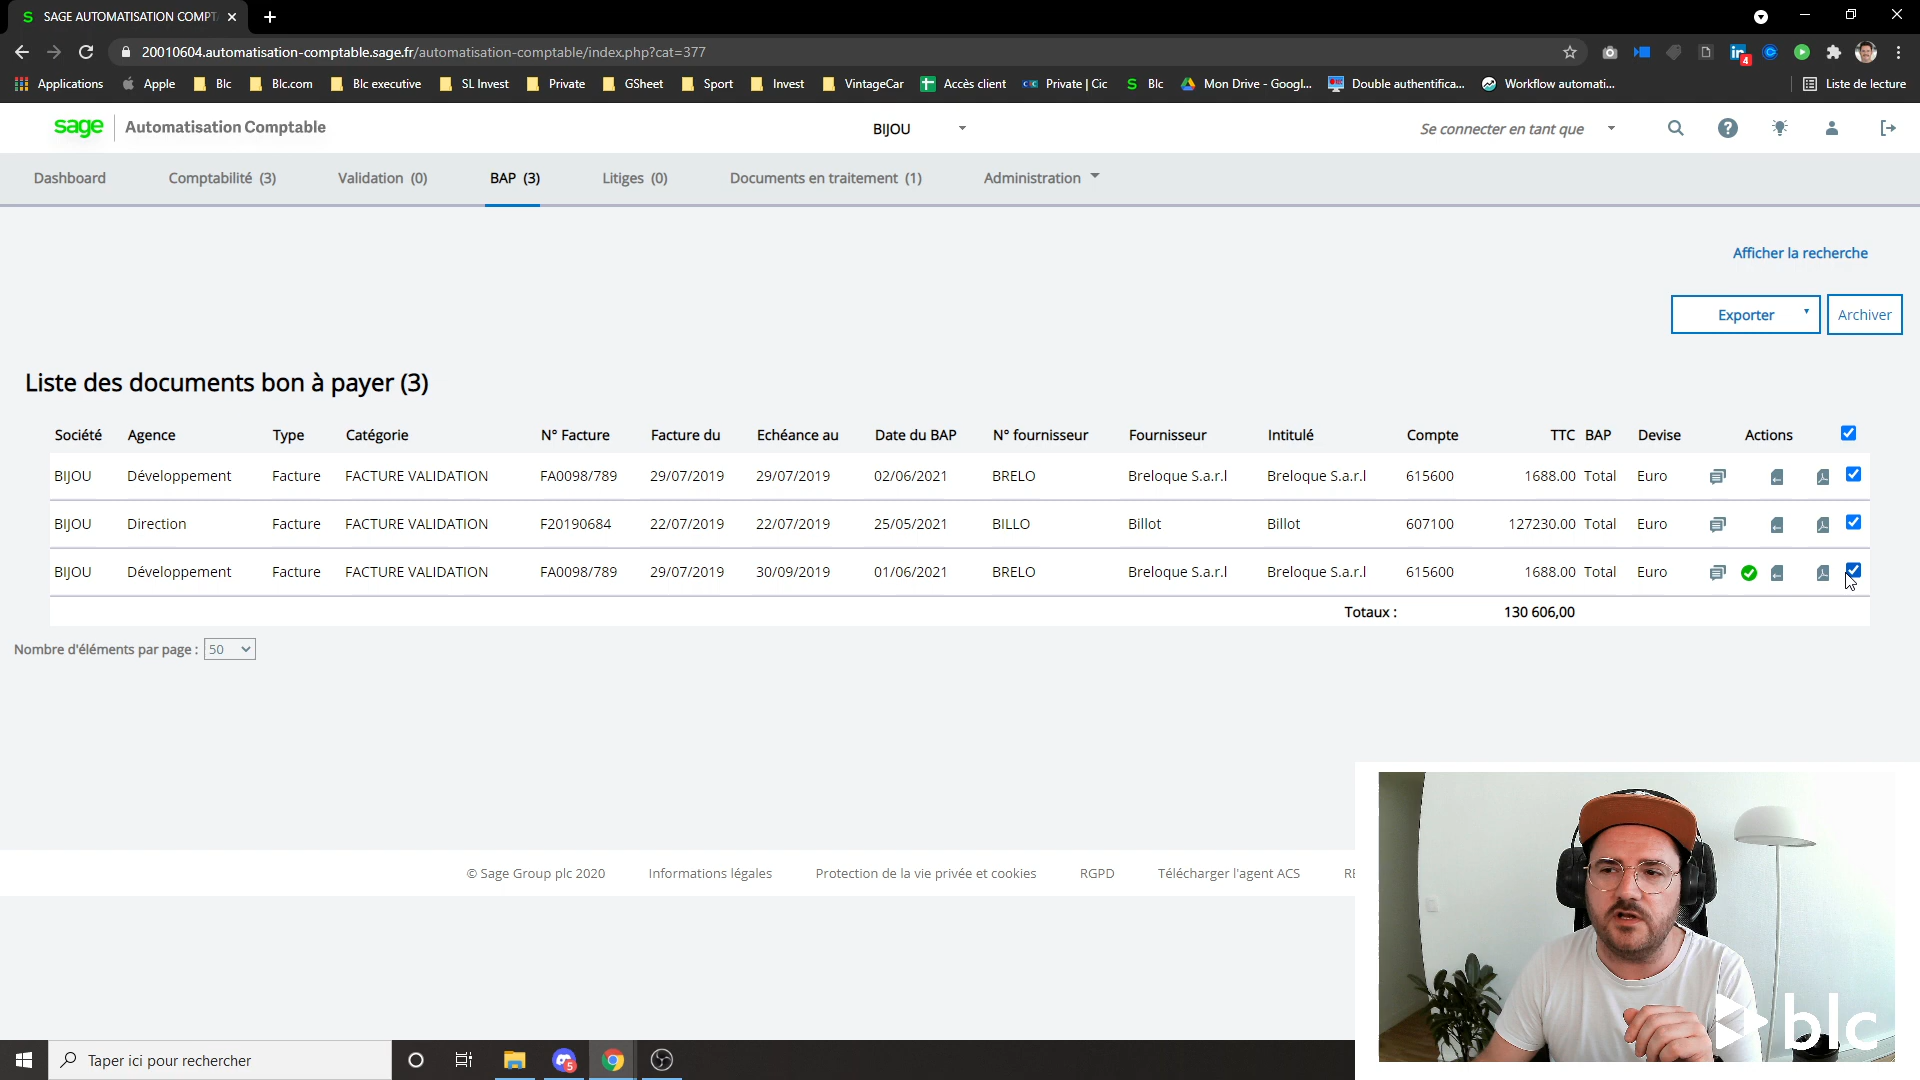 SAGE AUTOMATISATION COMPT
20010604.automatisation-comptable.sage.fr/automatisation-comptable/index.php?cat=377
4
Applications Apple Blc Blc.com Blc executive SL Invest Private GSheet Sport Invest VintageCar Accès client Private | Cic Blc Mon Drive - Googl... Double authentifica... Workflow automati... Liste de lecture
sage Automatisation Comptable BIJOU Se connecter en tant que
Dashboard Comptabilité (3) Validation (0) BAP (3) Litiges (0) Documents en traitement (1) Administration
Afficher la recherche
Exporter Archiver
Liste des documents bon à payer (3)
Société Agence Type Catégorie N° Facture Facture du Echéance au Date du BAP N° fournisseur Fournisseur Intitulé Compte TTC BAP Devise Actions
BIJOU Développement Facture FACTURE VALIDATION FA0098/789 29/07/2019 29/07/2019 02/06/2021 BRELO Breloque S.a.r.l Breloque S.a.r.l 615600 1688.00 Total Euro
BIJOU Direction Facture FACTURE VALIDATION F20190684 22/07/2019 22/07/2019 25/05/2021 BILLO Billot Billot 607100 127230.00 Total Euro
BIJOU Développement Facture FACTURE VALIDATION FA0098/789 29/07/2019 30/09/2019 01/06/2021 BRELO Breloque S.a.r.l Breloque S.a.r.l 615600 1688.00 Total Euro
Totaux : 130 606,00
Nombre d'éléments par page : 50
© Sage Group plc 2020 Informations légales Protection de la vie privée et cookies RGPD Télécharger l'agent ACS
blc
Taper ici pour rechercher
5